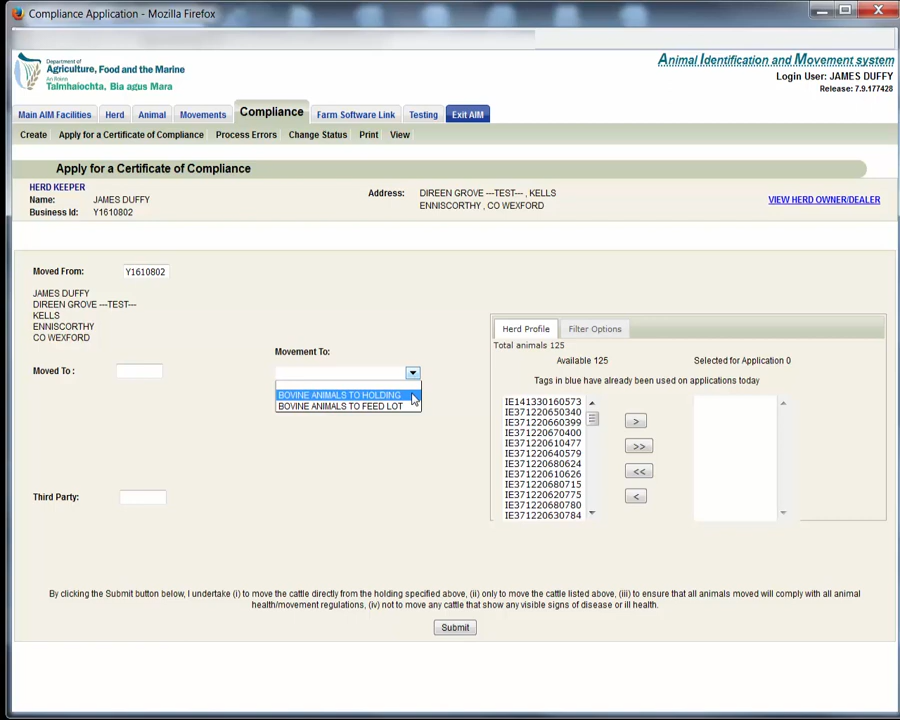 Compliance Application - Mozilla Firefox
Department of
Agriculture, Food and the Marine
An Roinn
Talmhaíochta, Bia agus Mara
Animal Identification and Movement system
Login User: JAMES DUFFY
Release: 7.9.177428
Main AIM Facilities Herd Animal Movements Compliance Farm Software Link Testing Exit AIM
Create Apply for a Certificate of Compliance Process Errors Change Status Print View
Apply for a Certificate of Compliance
HERD KEEPER
Name: JAMES DUFFY
Business Id: Y1610802
Address: DIREEN GROVE ---TEST--- , KELLS
ENNISCORTHY , CO WEXFORD
VIEW HERD OWNER/DEALER
Moved From: Y1610802
JAMES DUFFY
DIREEN GROVE ---TEST---
KELLS
ENNISCORTHY
CO WEXFORD
Moved To :
Movement To:
BOVINE ANIMALS TO HOLDING
BOVINE ANIMALS TO FEED LOT
Third Party:
Herd Profile Filter Options
Total animals 125
Available 125 Selected for Application 0
Tags in blue have already been used on applications today
IE141330160573
IE371220650340
IE371220660399
IE371220670400
IE371220610477
IE371220640579
IE371220680624
IE371220610626
IE371220680715
IE371220620775
IE371220680780
IE371220630784
>
>>
<<
<
By clicking the Submit button below, I undertake (i) to move the cattle directly from the holding specified above, (ii) only to move the cattle listed above, (iii) to ensure that all animals moved will comply with all animal
health/movement regulations, (iv) not to move any cattle that show any visible signs of disease or ill health.
Submit